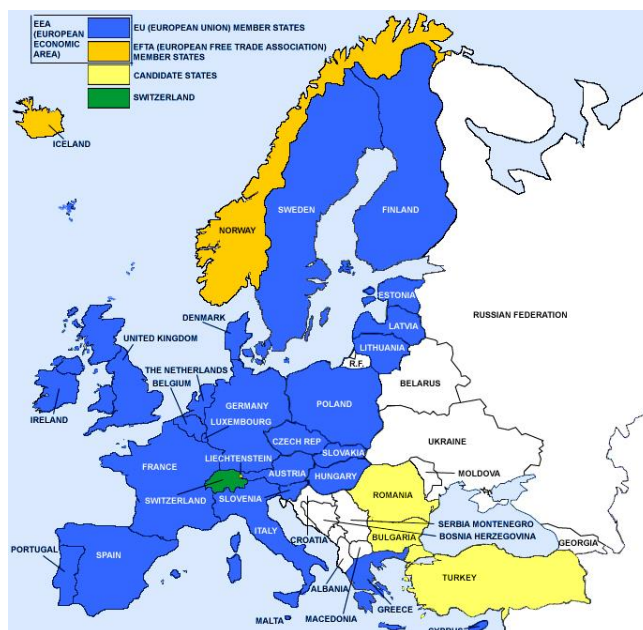 EEA
(EUROPEAN
ECONOMIC
AREA)
EU (EUROPEAN UNION) MEMBER STATES
EFTA (EUROPEAN FREE TRADE ASSOCIATION)
MEMBER STATES
CANDIDATE STATES
SWITZERLAND
ICELAND
NORWAY
SWEDEN
FINLAND
ESTONIA
LATVIA
LITHUANIA
R.F.
RUSSIAN FEDERATION
DENMARK
UNITED KINGDOM
THE NETHERLANDS
BELGIUM
IRELAND
GERMANY
LUXEMBOURG
POLAND
BELARUS
UKRAINE
CZECH REP
SLOVAKIA
LIECHTENSTEIN
FRANCE
AUSTRIA
HUNGARY
MOLDOVA
SWITZERLAND
SLOVENIA
ROMANIA
SERBIA MONTENEGRO
BOSNIA HERZEGOVINA
CROATIA
BULGARIA
GEORGIA
ITALY
PORTUGAL
SPAIN
ALBANIA
TURKEY
MALTA
MACEDONIA
GREECE
CYPRUS